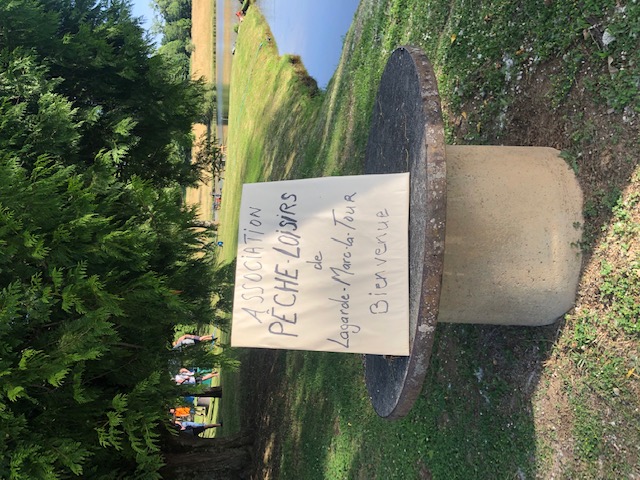 ASSOCIATION
PÊCHE·LOISIRS
de
Lagarde·Marc·la·Tour
Bienvenue